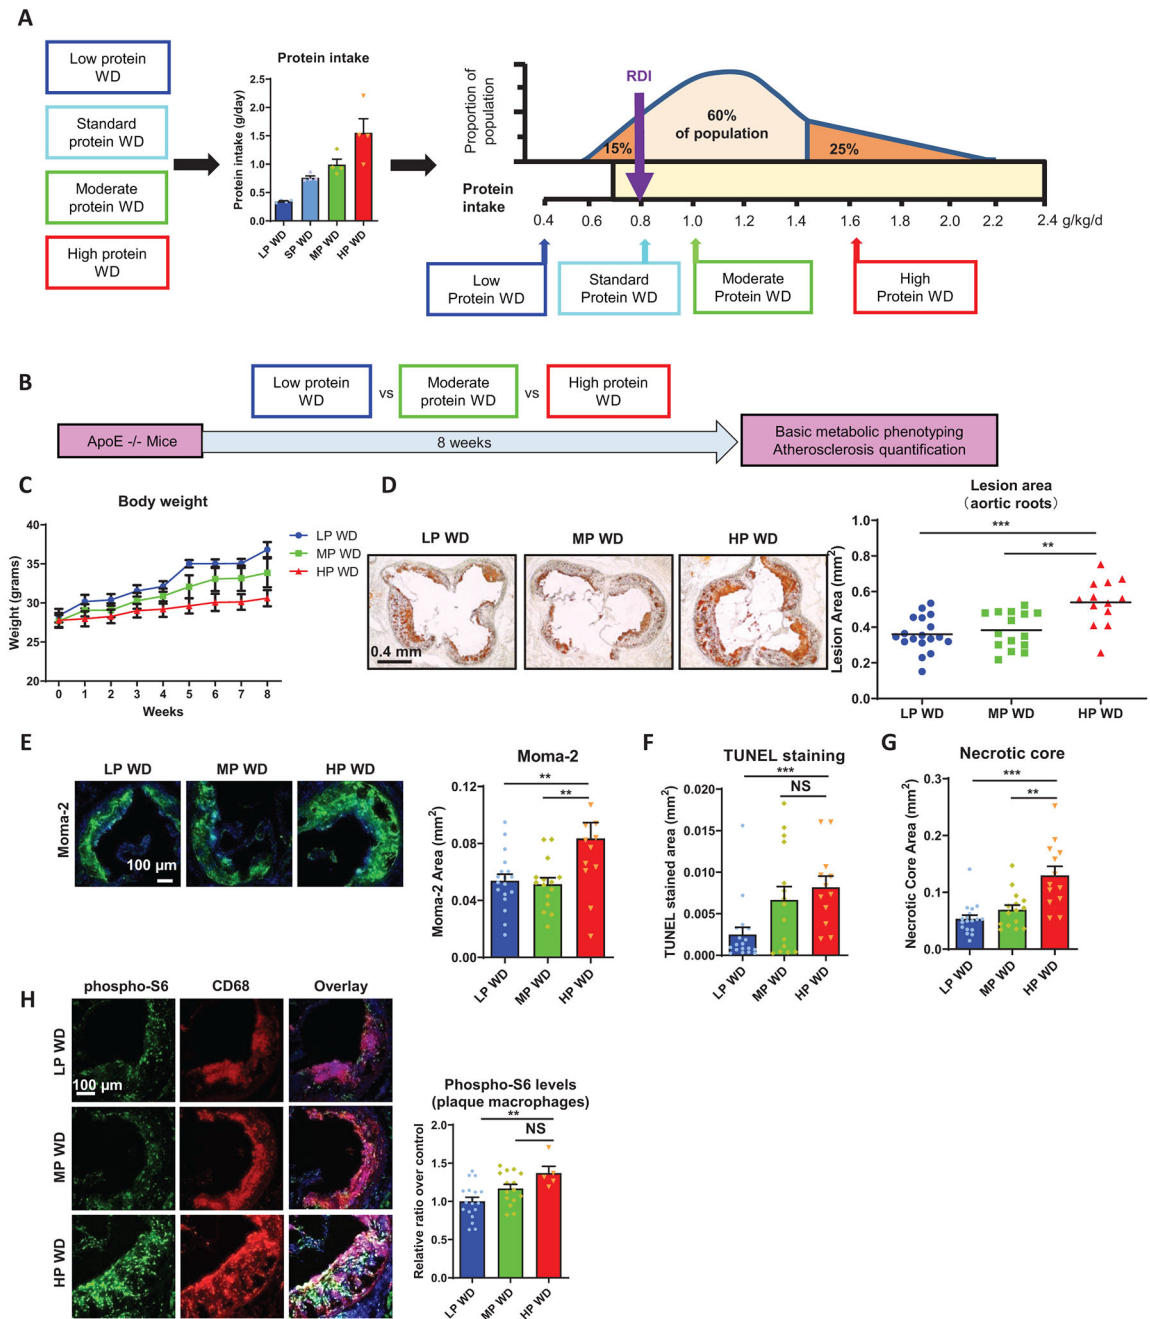 A
Low protein
WD
Standard
protein WD
Moderate
protein WD
High protein
WD
Protein intake
Protein intake (g/day)
2.5
2.0
1.5
1.0
0.5
0.0
LP WD
SP WD
MP WD
HP WD
Proportion of
population
RDI
15%
60%
of population
25%
Protein
intake
0.4
0.6
0.8
1.0
1.2
1.4
1.6
1.8
2.0
2.2
2.4 g/kg/d
Low
Protein WD
Standard
Protein WD
Moderate
Protein WD
High
Protein WD
B
Low protein
WD
vs
Moderate
protein WD
vs
High protein
WD
ApoE -/- Mice
8 weeks
Basic metabolic phenotyping
Atherosclerosis quantification
C
Body weight
Weight (grams)
40
35
30
25
20
0 1 2 3 4 5 6 7 8
Weeks
LP WD
MP WD
HP WD
D
LP WD
MP WD
HP WD
0.4 mm
Lesion area
(aortic roots)
***
**
Lesion Area (mm²)
1.0
0.8
0.6
0.4
0.2
0.0
LP WD
MP WD
HP WD
E
LP WD
MP WD
HP WD
Moma-2
100 µm
Moma-2
**
**
Moma-2 Area (mm²)
0.12
0.08
0.04
0.00
LP WD
MP WD
HP WD
F
TUNEL staining
***
NS
TUNEL stained area (mm²)
0.020
0.015
0.010
0.005
0.000
LP WD
MP WD
HP WD
G
Necrotic core
***
**
Necrotic Core Area (mm²)
0.3
0.2
0.1
0.0
LP WD
MP WD
HP WD
H
phospho-S6
CD68
Overlay
LP WD
100 µm
MP WD
HP WD
Phospho-S6 levels
(plaque macrophages)
**
NS
Relative ratio over control
2.0
1.5
1.0
0.5
0.0
LP WD
MP WD
HP WD